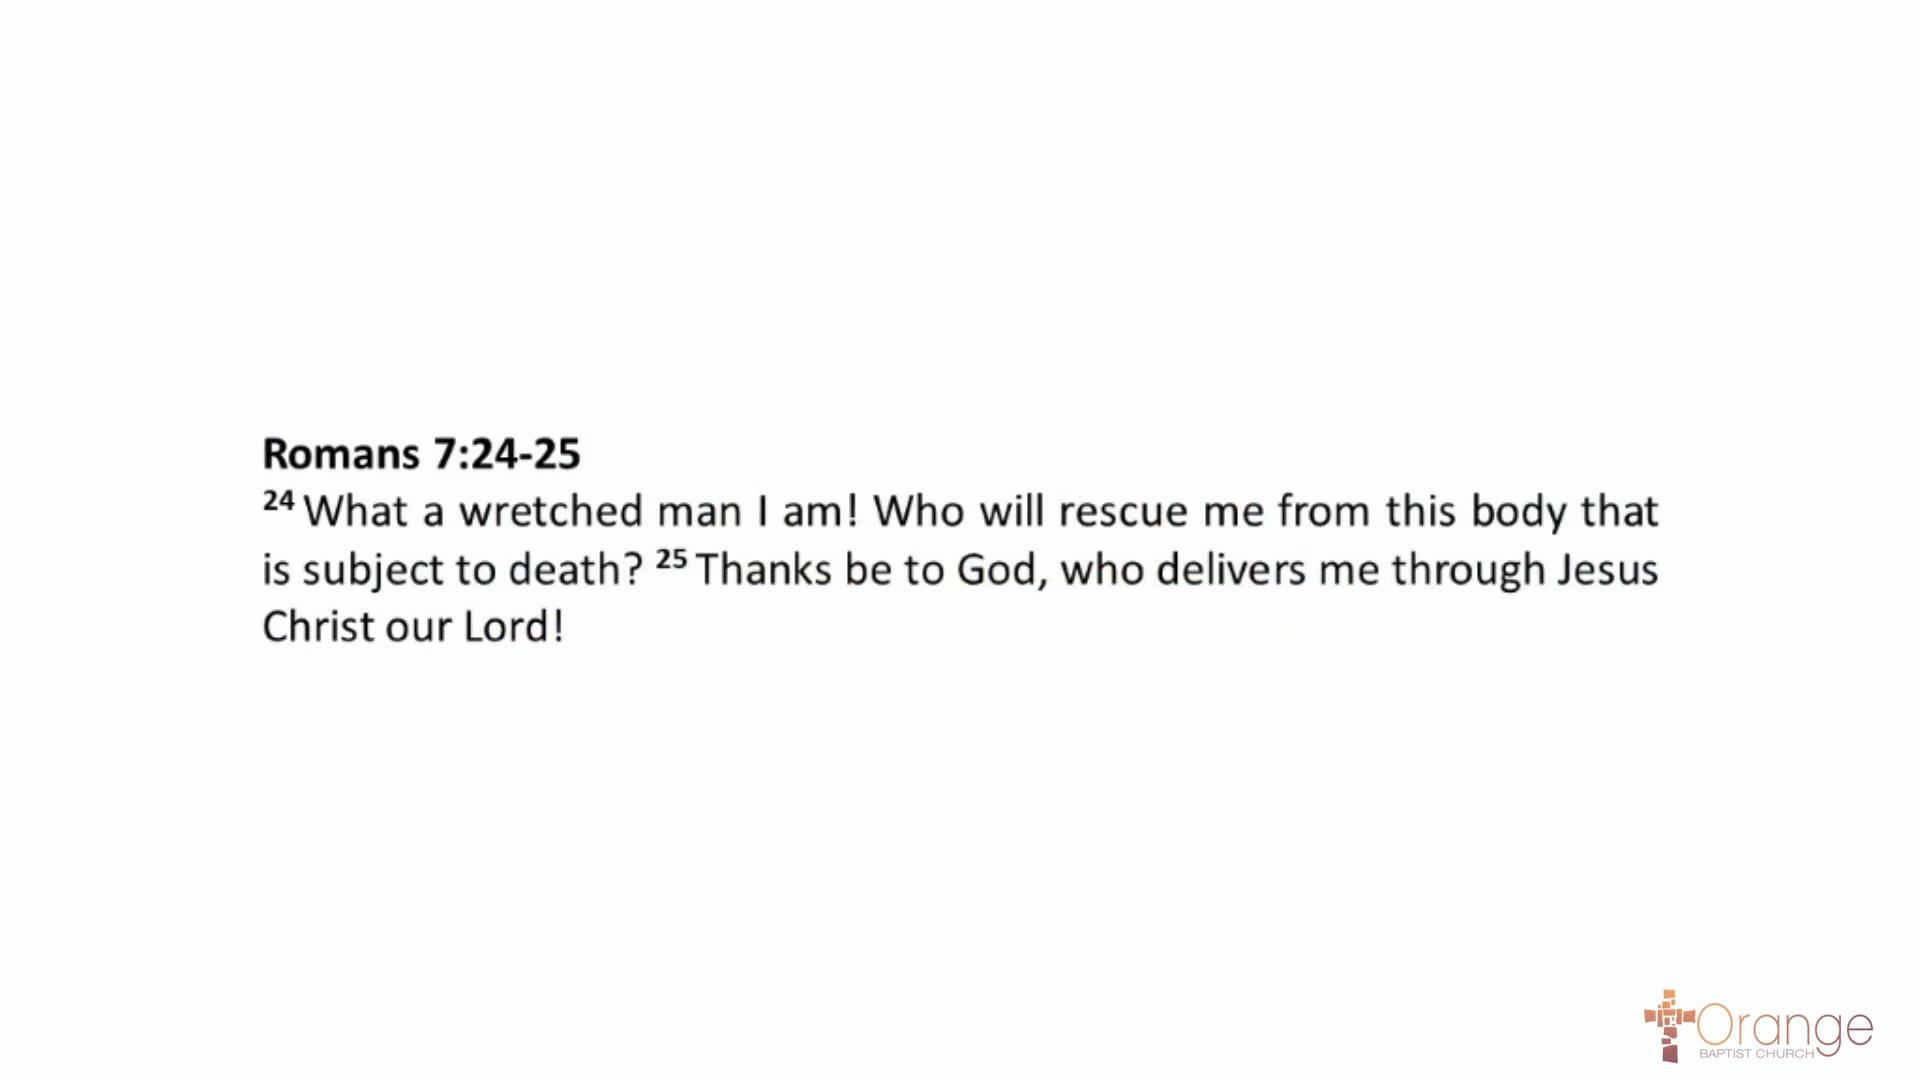 Romans 7:24-25
24 What a wretched man I am! Who will rescue me from this body that
is subject to death? 25 Thanks be to God, who delivers me through Jesus
Christ our Lord!
Orange
BAPTIST CHURCH